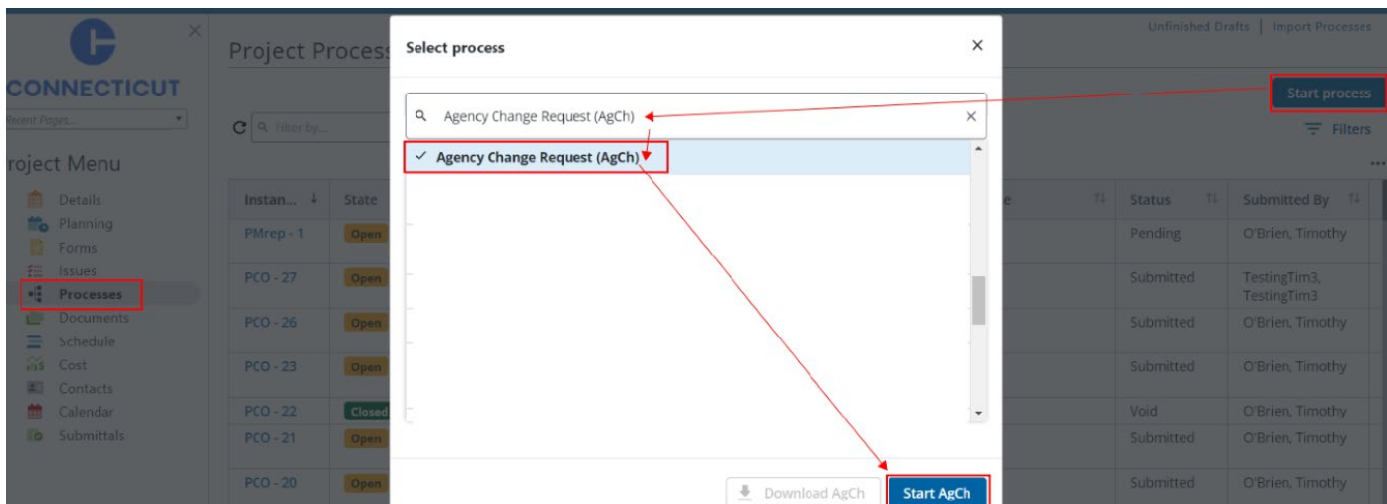 Unfinished Drafts | Import Processes
CONNECTICUT
Recent Pages...
Project Process
Select process
Start process
Filter by...
Agency Change Request (AgCh)
Filters
Agency Change Request (AgCh)
roject Menu
Details
Planning
Forms
Issues
Processes
Documents
Schedule
Cost
Contacts
Calendar
Submittals
Instan... State e Status Submitted By
PMrep - 1 Open Pending O'Brien, Timothy
PCO - 27 Open Submitted TestingTim3,
TestingTim3
PCO - 26 Open Submitted O'Brien, Timothy
PCO - 23 Open Submitted O'Brien, Timothy
PCO - 22 Closed Void O'Brien, Timothy
PCO - 21 Open Submitted O'Brien, Timothy
PCO - 20 Open Submitted O'Brien, Timothy
Download AgCh Start AgCh